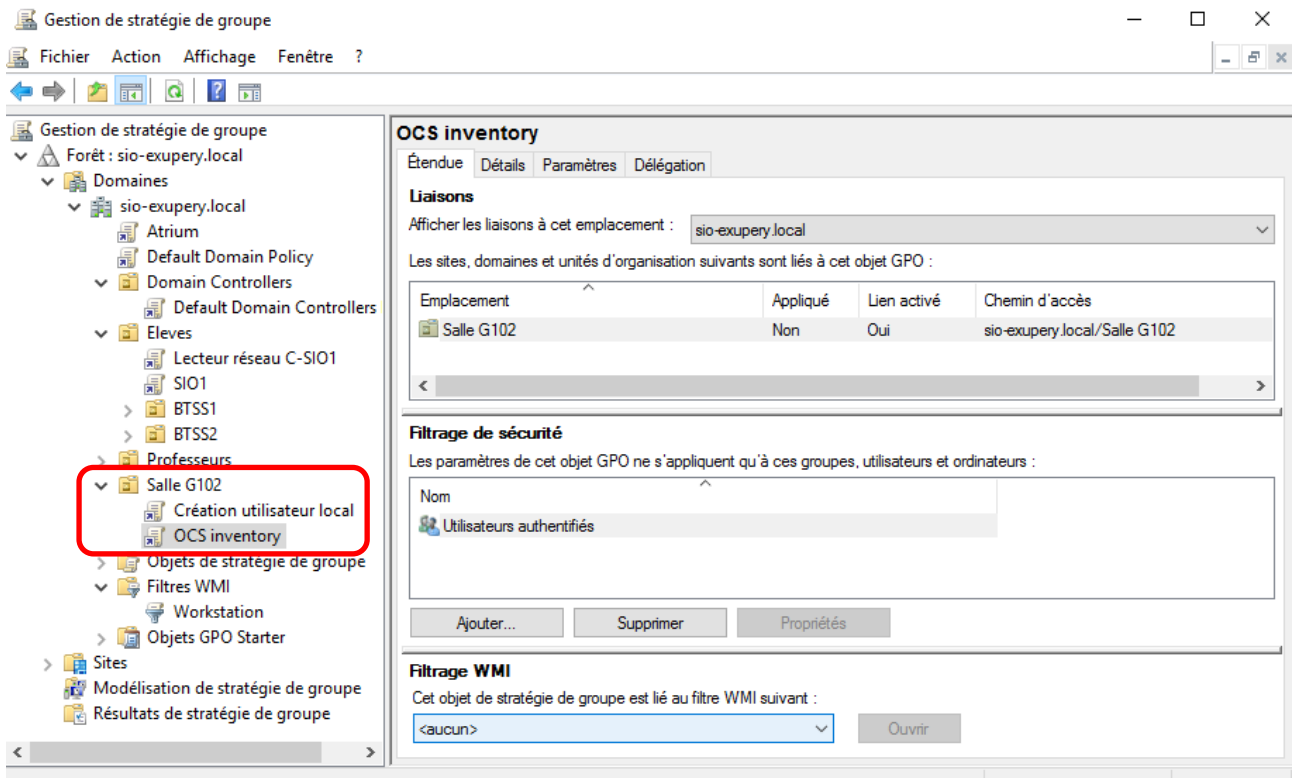 Gestion de stratégie de groupe
Fichier Action Affichage Fenêtre ?
Gestion de stratégie de groupe
Forêt : sio-exupery.local
Domaines
sio-exupery.local
Atrium
Default Domain Policy
Domain Controllers
Default Domain Controllers
Eleves
Lecteur réseau C-SIO1
SIO1
BTSS1
BTSS2
Professeurs
Salle G102
Création utilisateur local
OCS inventory
Objets de stratégie de groupe
Filtres WMI
Workstation
Objets GPO Starter
Sites
Modélisation de stratégie de groupe
Résultats de stratégie de groupe
OCS inventory
Étendue Détails Paramètres Délégation
Liaisons
Afficher les liaisons à cet emplacement : sio-exupery.local
Les sites, domaines et unités d'organisation suivants sont liés à cet objet GPO :
Emplacement Appliqué Lien activé Chemin d'accès
Salle G102 Non Oui sio-exupery.local/Salle G102
Filtrage de sécurité
Les paramètres de cet objet GPO ne s'appliquent qu'à ces groupes, utilisateurs et ordinateurs :
Nom
Utilisateurs authentifiés
Ajouter... Supprimer Propriétés
Filtrage WMI
Cet objet de stratégie de groupe est lié au filtre WMI suivant :
<aucun> Ouvrir